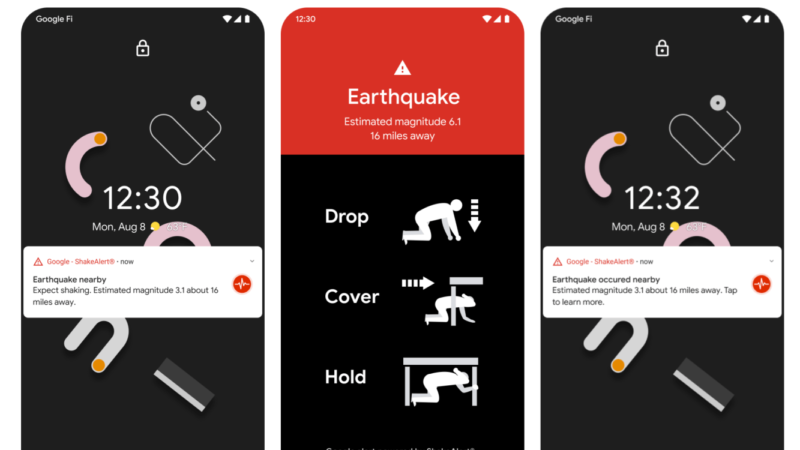 Google Fi
12:30
Mon, Aug 8
Google · ShakeAlert® · now
Earthquake nearby
Expect shaking. Estimated magnitude 3.1 about 16
miles away.
12:30
Earthquake
Estimated magnitude 6.1
16 miles away
Drop
Cover
Hold
Google Fi
12:32
Mon, Aug 8
Google · ShakeAlert® · now
Earthquake occured nearby
Estimated magnitude 3.1 about 16 miles away. Tap
to learn more.